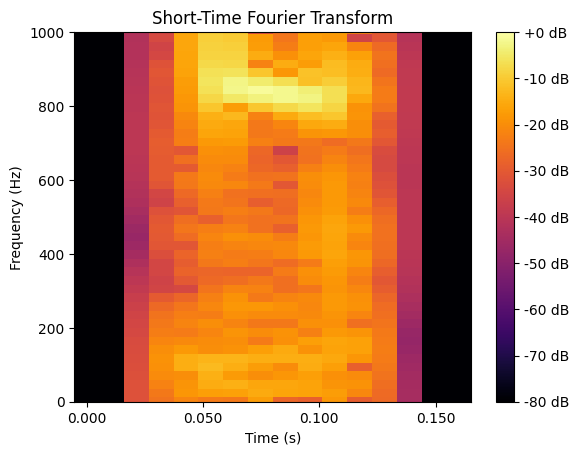 Short-Time Fourier Transform
Frequency (Hz)
1000
800
600
400
200
0
0.000 0.050 0.100 0.150
Time (s)
+0 dB
-10 dB
-20 dB
-30 dB
-40 dB
-50 dB
-60 dB
-70 dB
-80 dB